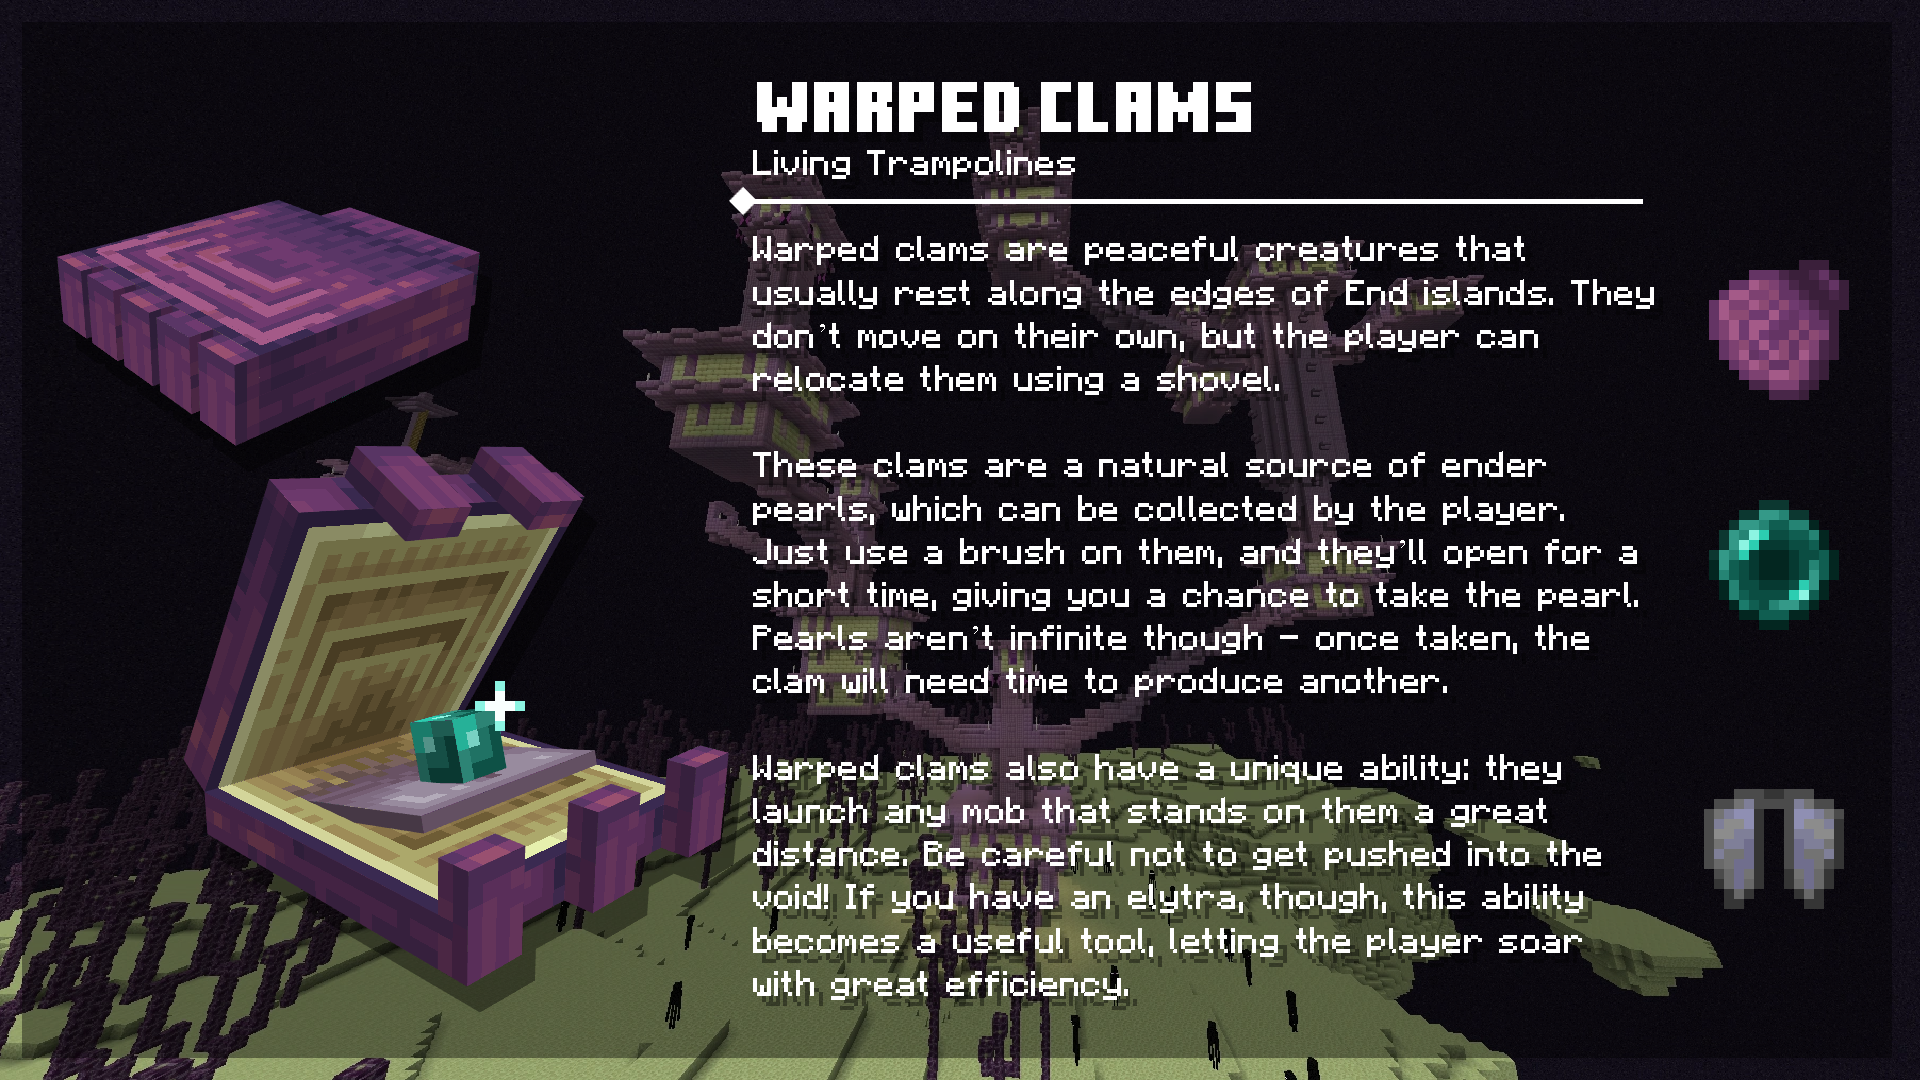 WARPED CLAMS
Living Trampolines
Warped clams are peaceful creatures that
usually rest along the edges of End islands. They
don't move on their own, but the player can
relocate them using a shovel.
These clams are a natural source of ender
pearls, which can be collected by the player.
Just use a brush on them, and they'll open for a
short time, giving you a chance to take the pearl.
Pearls aren't infinite though – once taken, the
clam will need time to produce another.
Warped clams also have a unique ability: they
launch any mob that stands on them a great
distance. Be careful not to get pushed into the
void! If you have an elytra, though, this ability
becomes a useful tool, letting the player soar
with great efficiency.